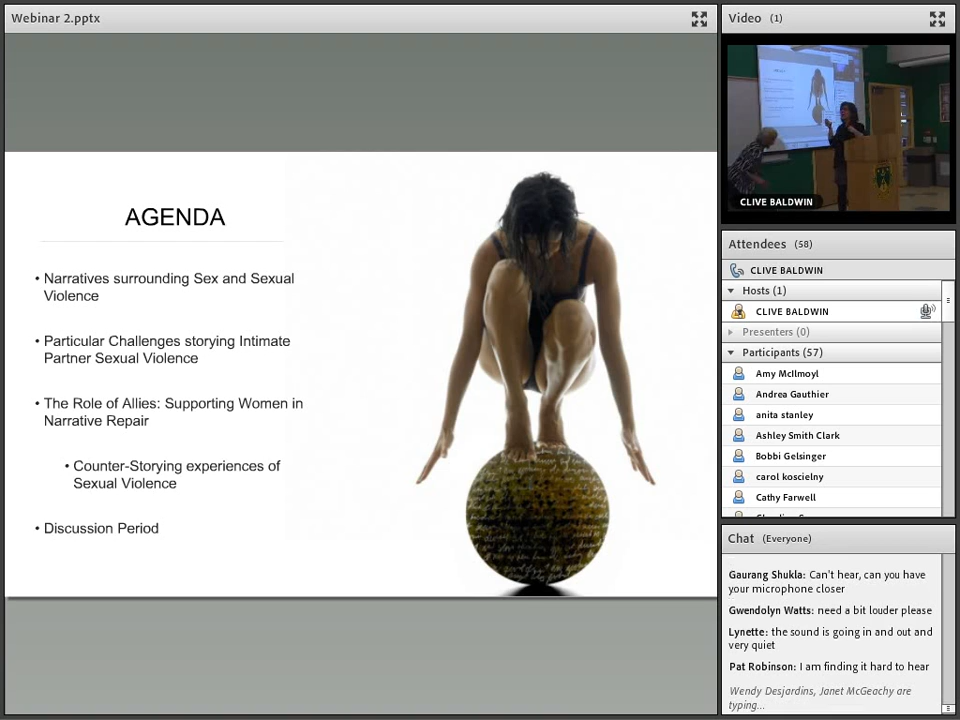 Webinar 2.pptx
AGENDA
• Narratives surrounding Sex and Sexual
Violence
• Particular Challenges storying Intimate
Partner Sexual Violence
• The Role of Allies: Supporting Women in
Narrative Repair
• Counter-Storying experiences of
Sexual Violence
• Discussion Period
Video (1)
CLIVE BALDWIN
Attendees (58)
CLIVE BALDWIN
Hosts (1)
CLIVE BALDWIN
Presenters (0)
Participants (57)
Amy McIlmoyl
Andrea Gauthier
anita stanley
Ashley Smith Clark
Bobbi Gelsinger
carol koscielny
Cathy Farwell
Chat (Everyone)
Gaurang Shukla: Can't hear, can you have
your microphone closer
Gwendolyn Watts: need a bit louder please
Lynette: the sound is going in and out and
very quiet
Pat Robinson: I am finding it hard to hear
Wendy Desjardins, Janet McGeachy are
typing...